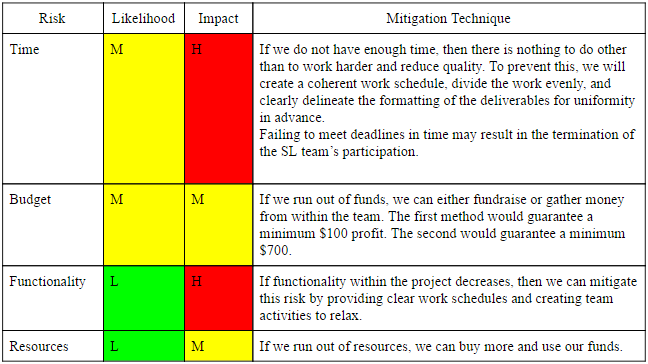 Risk Likelihood Impact Mitigation Technique
Time M H If we do not have enough time, then there is nothing to do other
than to work harder and reduce quality. To prevent this, we will
create a coherent work schedule, divide the work evenly, and
clearly delineate the formatting of the deliverables for uniformity
in advance.
Failing to meet deadlines in time may result in the termination of
the SL team’s participation.
Budget M M If we run out of funds, we can either fundraise or gather money
from within the team. The first method would guarantee a
minimum $100 profit. The second would guarantee a minimum
$700.
Functionality L H If functionality within the project decreases, then we can mitigate
this risk by providing clear work schedules and creating team
activities to relax.
Resources L M If we run out of resources, we can buy more and use our funds.